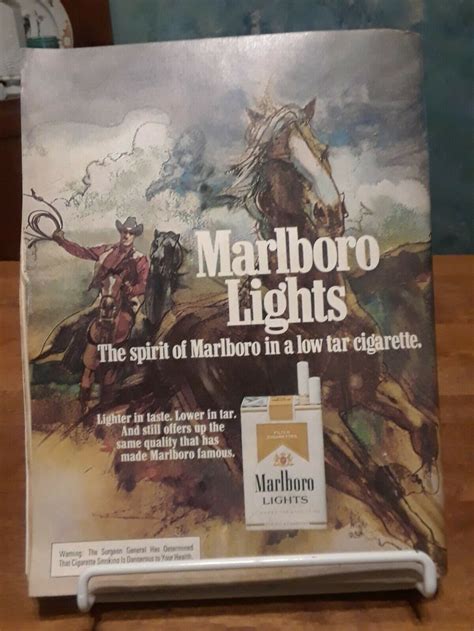 Marlboro
Lights
The spirit of Marlboro in a low tar cigarette.
Lighter in taste. Lower in tar.
And still offers up the
same quality that has
made Marlboro famous.
FILTER
CIGARETTES
Marlboro
LIGHTS
Warning: The Surgeon General Has Determined
That Cigarette Smoking Is Dangerous to Your Health.